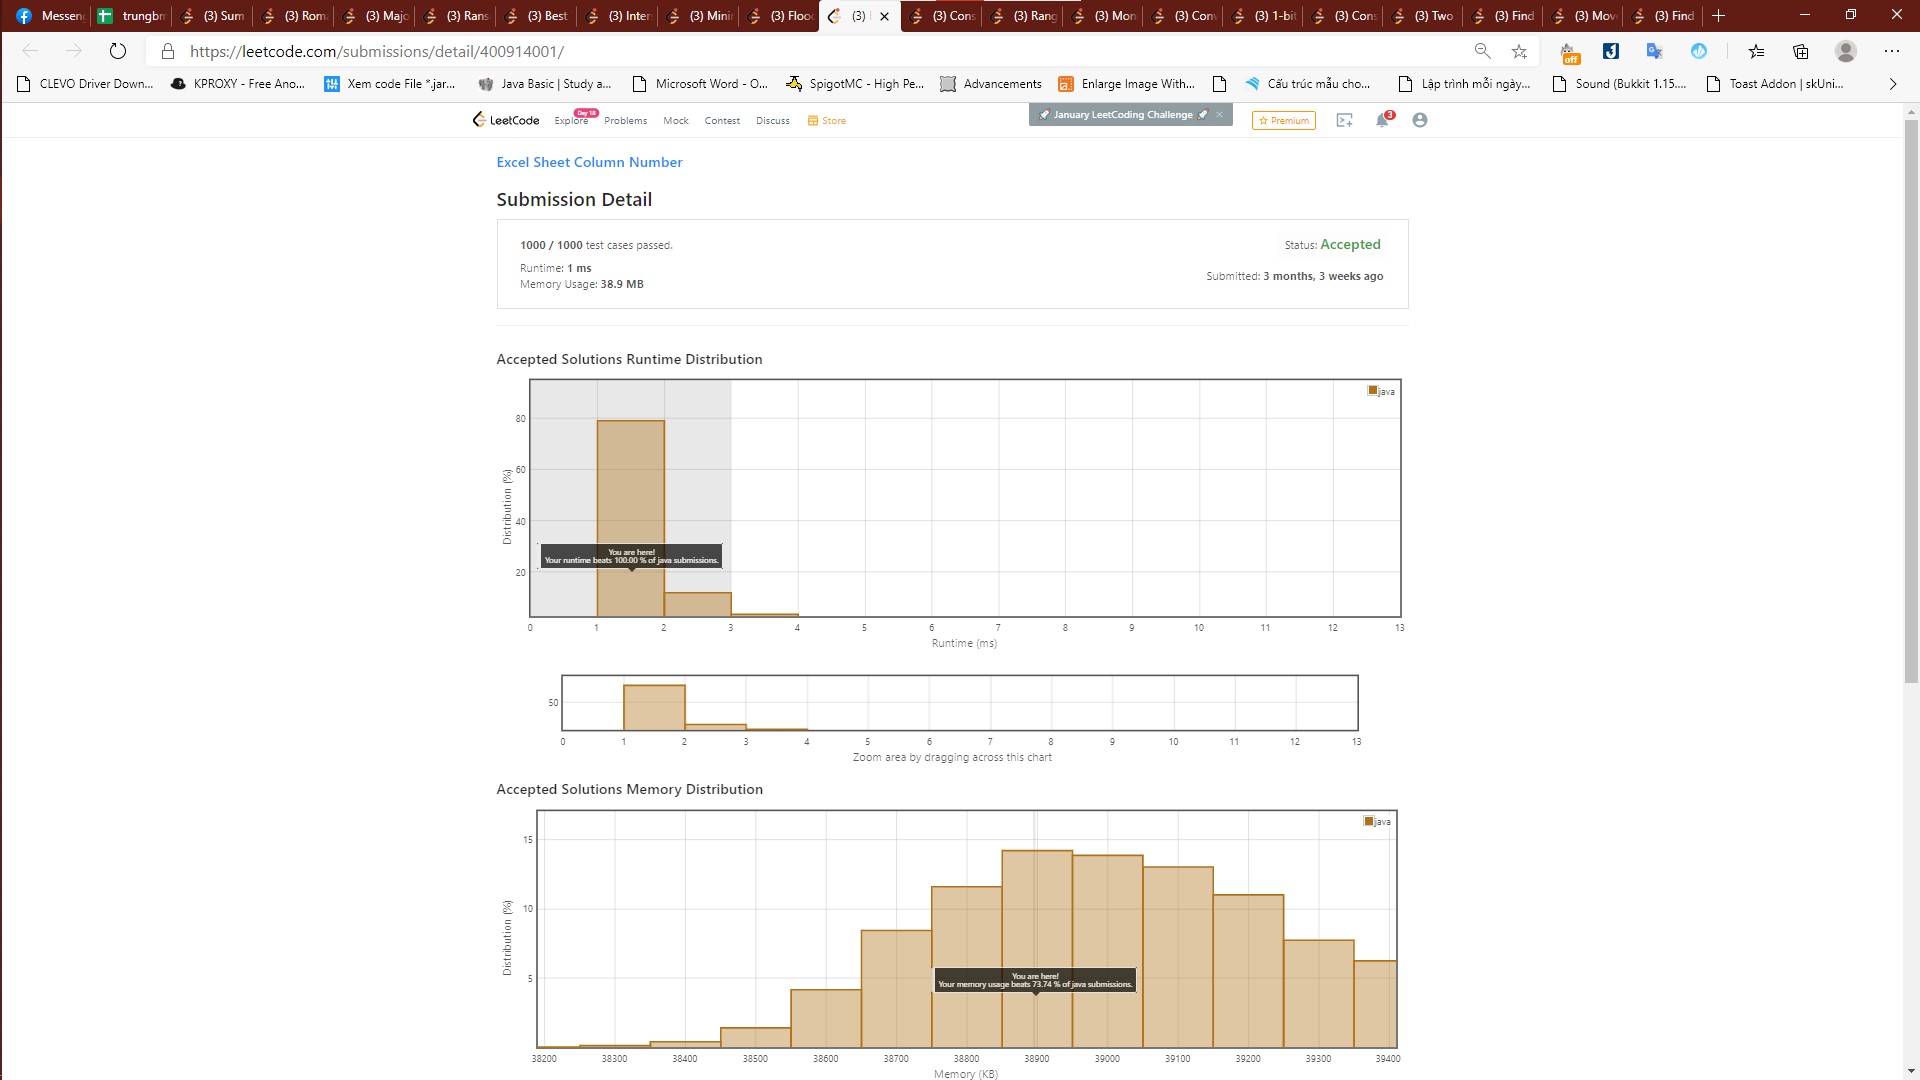 Messen (3) Sum (3) Rom (3) Majo (3) Rans (3) Best (3) Inter (3) Mini (3) Floo (3) (3) Cons (3) Rang (3) Mon (3) Con (3) 1-bit (3) Cons (3) Two (3) Find (3) Mov (3) Find
https://leetcode.com/submissions/detail/400914001/
off
CLEVO Driver Down... KPROXY - Free Ano... Xem code File *.jar... Java Basic | Study a... Microsoft Word - O... SpigotMC - High Pe... Advancements Enlarge Image With... Cấu trúc mẫu cho... Lập trình mỗi ngày... Sound (Bukkit 1.15.... Toast Addon | skUni...
LeetCode Explore Day 18 Problems Mock Contest Discuss Store January LeetCoding Challenge × Premium 3
Excel Sheet Column Number
Submission Detail
1000 / 1000 test cases passed. Status: Accepted
Runtime: 1 ms
Submitted: 3 months, 3 weeks ago
Memory Usage: 38.9 MB
Accepted Solutions Runtime Distribution
java
80
60
40
20
Distribution (%)
You are here!
Your runtime beats 100.00 % of java submissions.
0 1 2 3 4 5 6 7 8 9 10 11 12 13
Runtime (ms)
50
0 1 2 3 4 5 6 7 8 9 10 11 12 13
Zoom area by dragging across this chart
Accepted Solutions Memory Distribution
java
15
10
5
Distribution (%)
You are here!
Your memory usage beats 73.74 % of java submissions.
38200 38300 38400 38500 38600 38700 38800 38900 39000 39100 39200 39300 39400
Memory (KB)